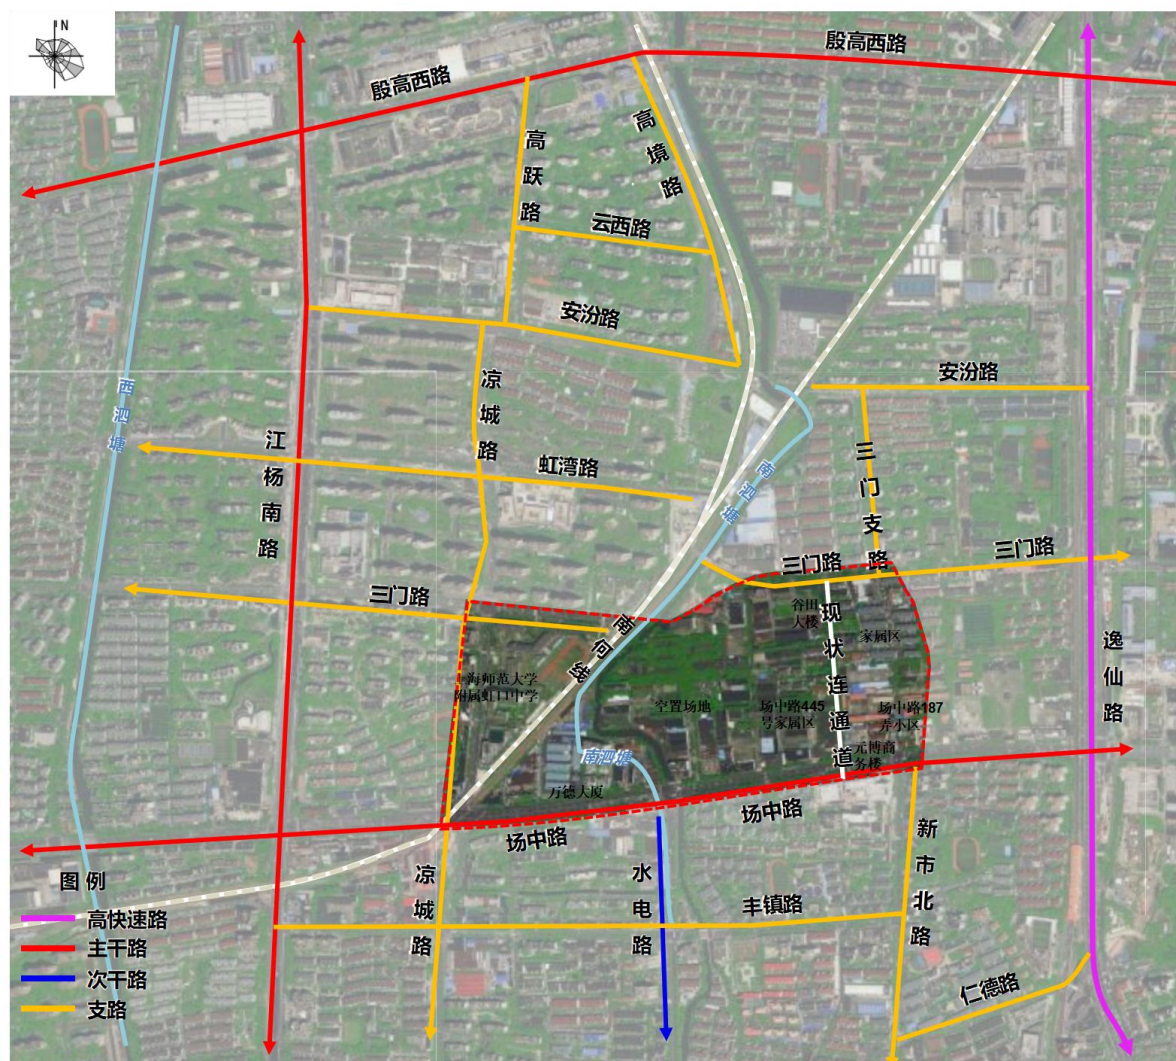 N
殷高西路
殷高西路
高跃路
高境路
云西路
安汾路
安汾路
凉城路
西泗塘
江杨南路
虹湾路
南泗塘
三门支路
三门路
三门路
三门路
南何线
谷田
大楼
现状连通道
家属区
逸仙路
上海师范大学
附属虹口中学
空置场地
场中路445
号家属区
场中路187
弄小区
元博商
务楼
南泗塘
万德大厦
场中路
场中路
新市北路
凉城路
水电路
丰镇路
仁德路
图 例
高快速路
主干路
次干路
支路